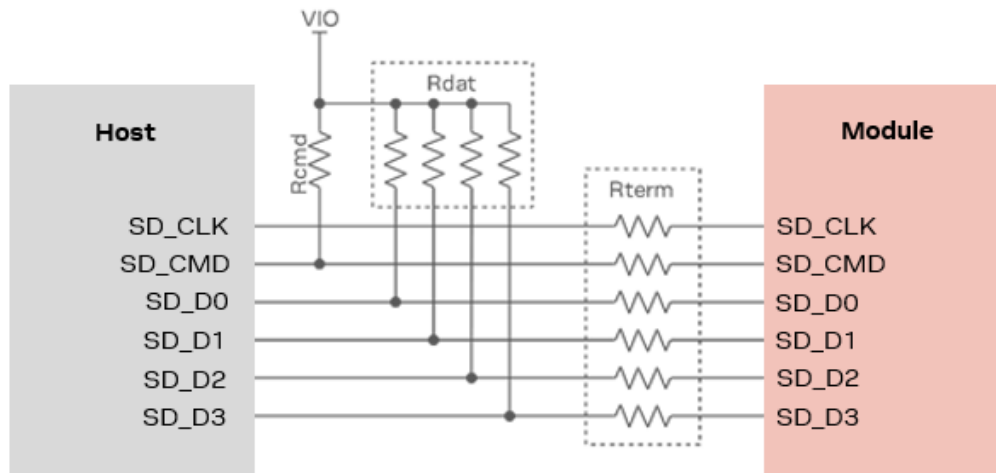 VIO
Rdat
Host
Module
Rcmd
Rterm
SD_CLK
SD_CLK
SD_CMD
SD_CMD
SD_D0
SD_D0
SD_D1
SD_D1
SD_D2
SD_D2
SD_D3
SD_D3